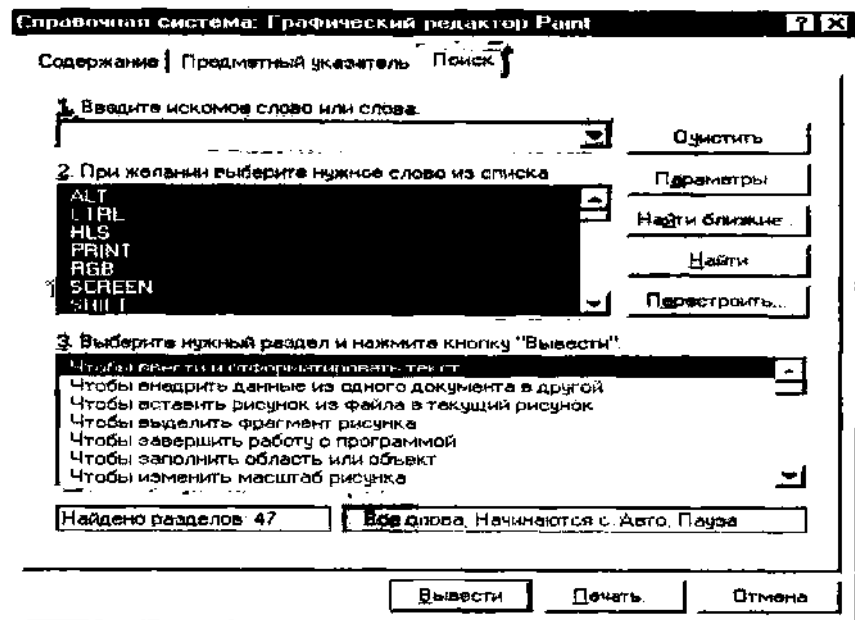 Справочная система: Графический редактор Paint
Содержание Предметный указатель Поиск
1. Введите искомое слово или слова.
Очистить
2. При желании выберите нужное слово из списка
Параметры
ALT
CTRL
Найти ближкие...
HLS
PRINT
Найти
RGB
SCREEN
Перестроить...
SHIFT
3. Выберите нужный раздел и нажмите кнопку "Вывести".
Чтобы ввести и отформатировать текст
Чтобы внедрить данные из одного документа в другой
Чтобы вставить рисунок из файла в текущий рисунок
Чтобы выделить фрагмент рисунка
Чтобы завершить работу с программой
Чтобы заполнить область или объект
Чтобы изменить масштаб рисунка
Найдено разделов: 47 Все слова, Начинаются с, Авто, Пауза
Вывести Печать... Отмена